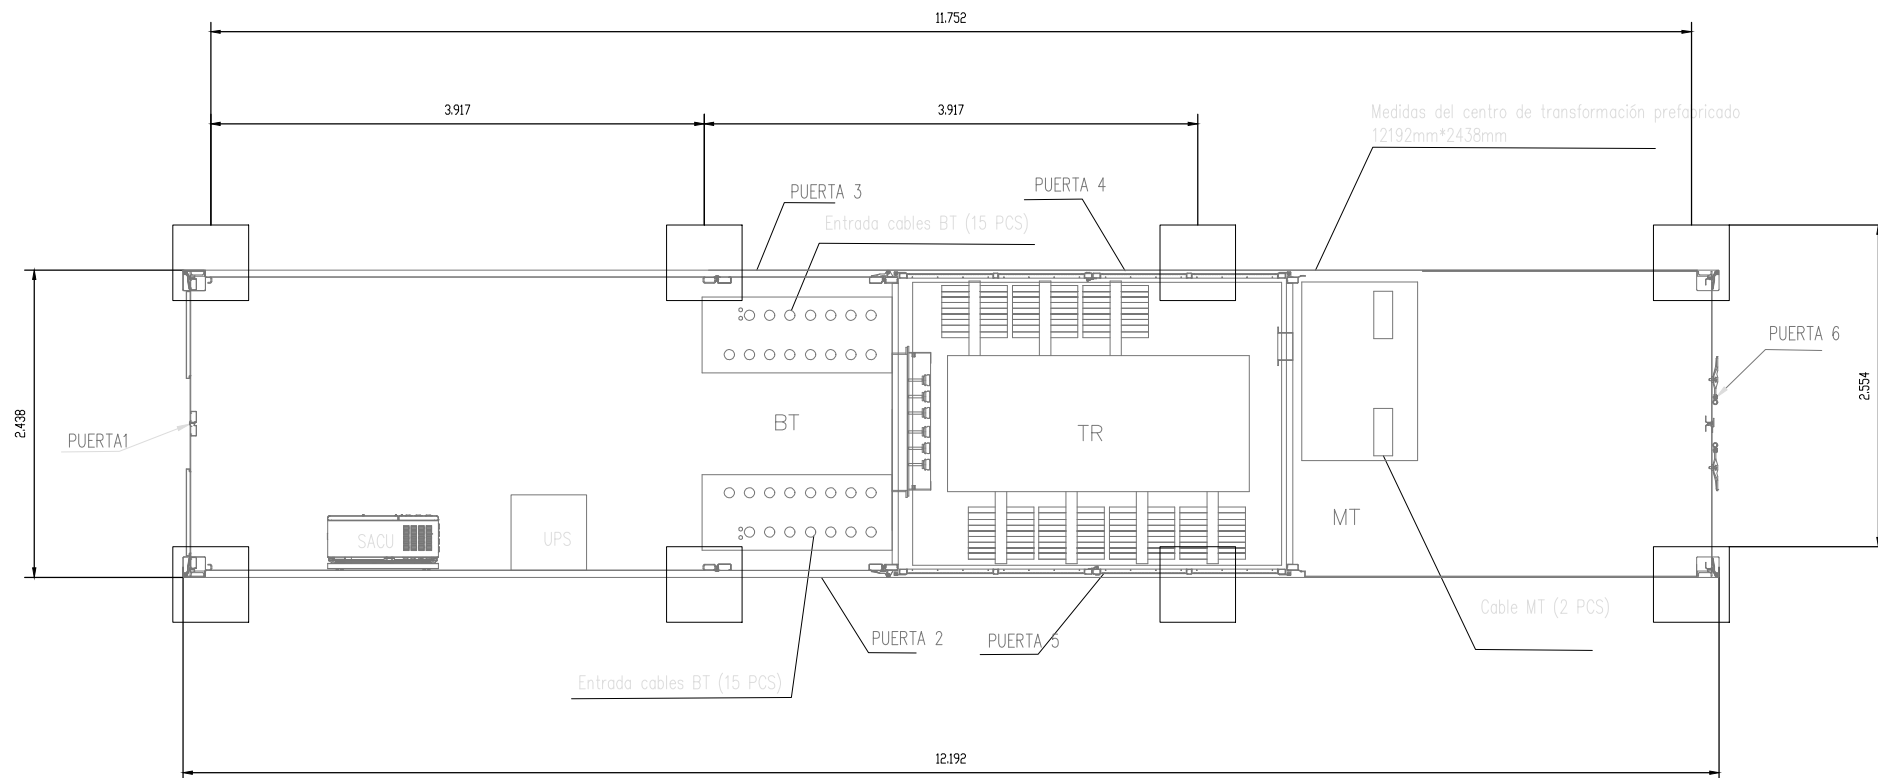 11.752
3.917
3.917
Medidas del centro de transformación prefabricado
12192mm*2438mm
PUERTA 3
PUERTA 4
Entrada cables BT (15 PCS)
PUERTA 6
2.438
2.554
PUERTA1
BT
TR
MT
SACU
UPS
Cable MT (2 PCS)
PUERTA 2
PUERTA 5
Entrada cables BT (15 PCS)
12.192